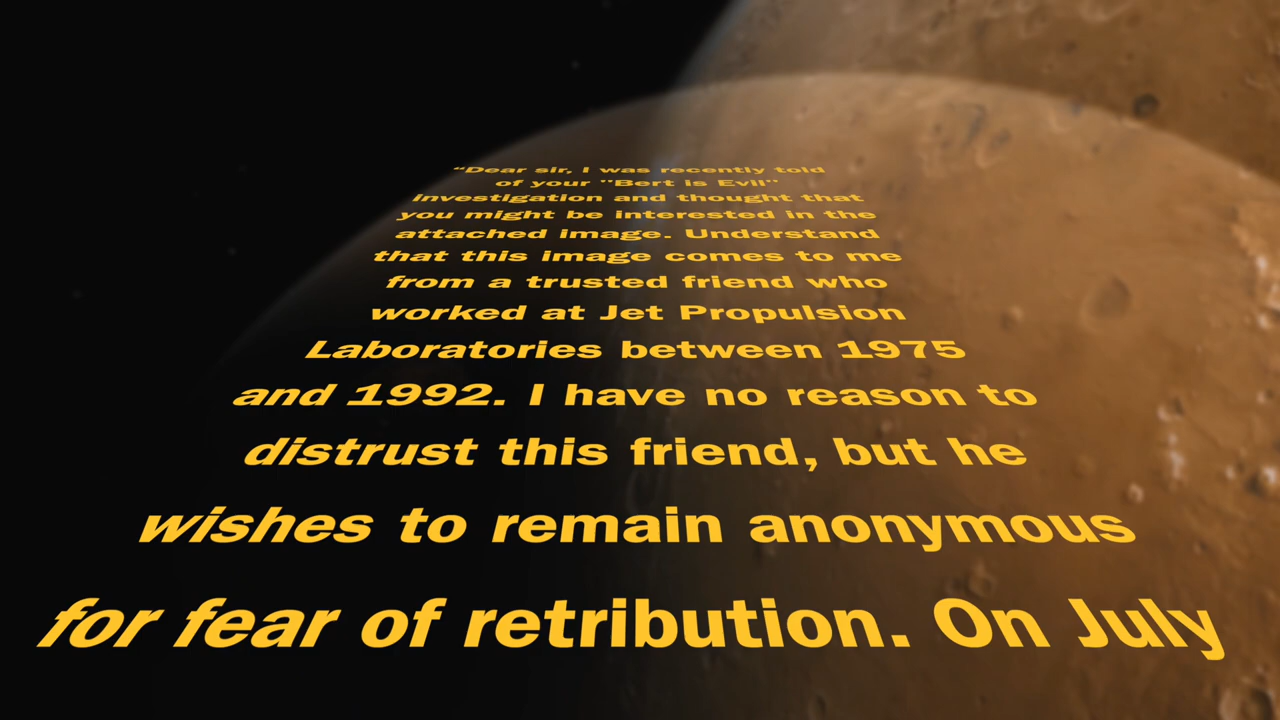 “Dear sir, I was recently told
of your "Bert is Evil"
investigation and thought that
you might be interested in the
attached image. Understand
that this image comes to me
from a trusted friend who
worked at Jet Propulsion
Laboratories between 1975
and 1992. I have no reason to
distrust this friend, but he
wishes to remain anonymous
for fear of retribution. On July